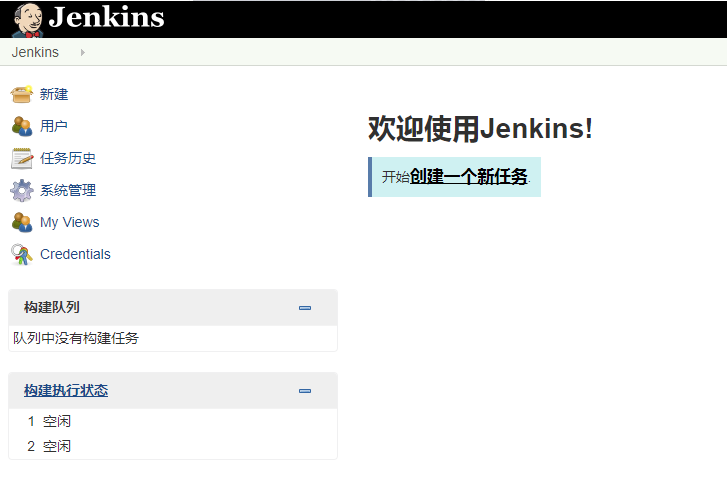 Jenkins
Jenkins
新建
用户
任务历史
系统管理
My Views
Credentials
构建队列
队列中没有构建任务
构建执行状态
1 空闲
2 空闲
欢迎使用Jenkins!
开始创建一个新任务.